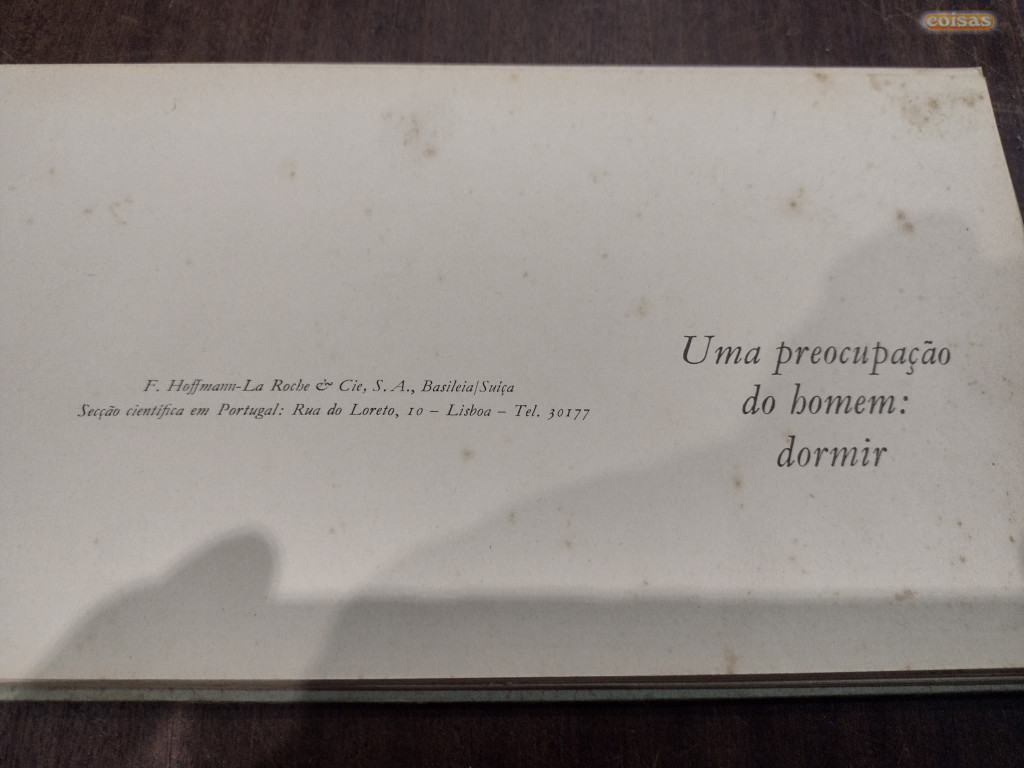 coisas
F. Hoffmann-La Roche & Cie, S. A., Basileia/Suíça
Secção científica em Portugal: Rua do Loreto, 10 – Lisboa – Tel. 30177
Uma preocupação
do homem:
dormir